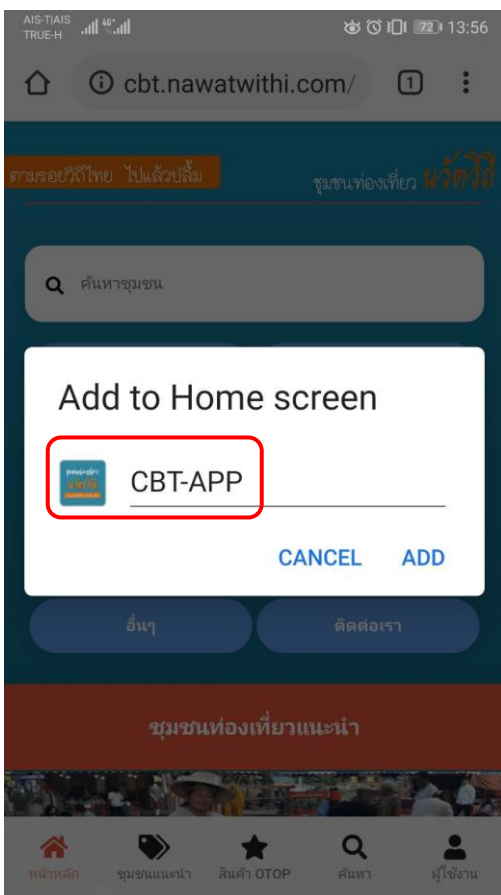 AIS-T|AIS
TRUE-H
4G+
72
13:56
cbt.nawatwithi.com/
1
ตามรอยวิถีไทย ไปแล้วปลื้ม
ชุมชนท่องเที่ยว นวัตวิถี
ค้นหาชุมชน
Add to Home screen
CBT-APP
CANCEL ADD
อื่นๆ ติดต่อเรา
ชุมชนท่องเที่ยวแนะนำ
หน้าหลัก ชุมชนแนะนำ สินค้า OTOP ค้นหา ผู้ใช้งาน